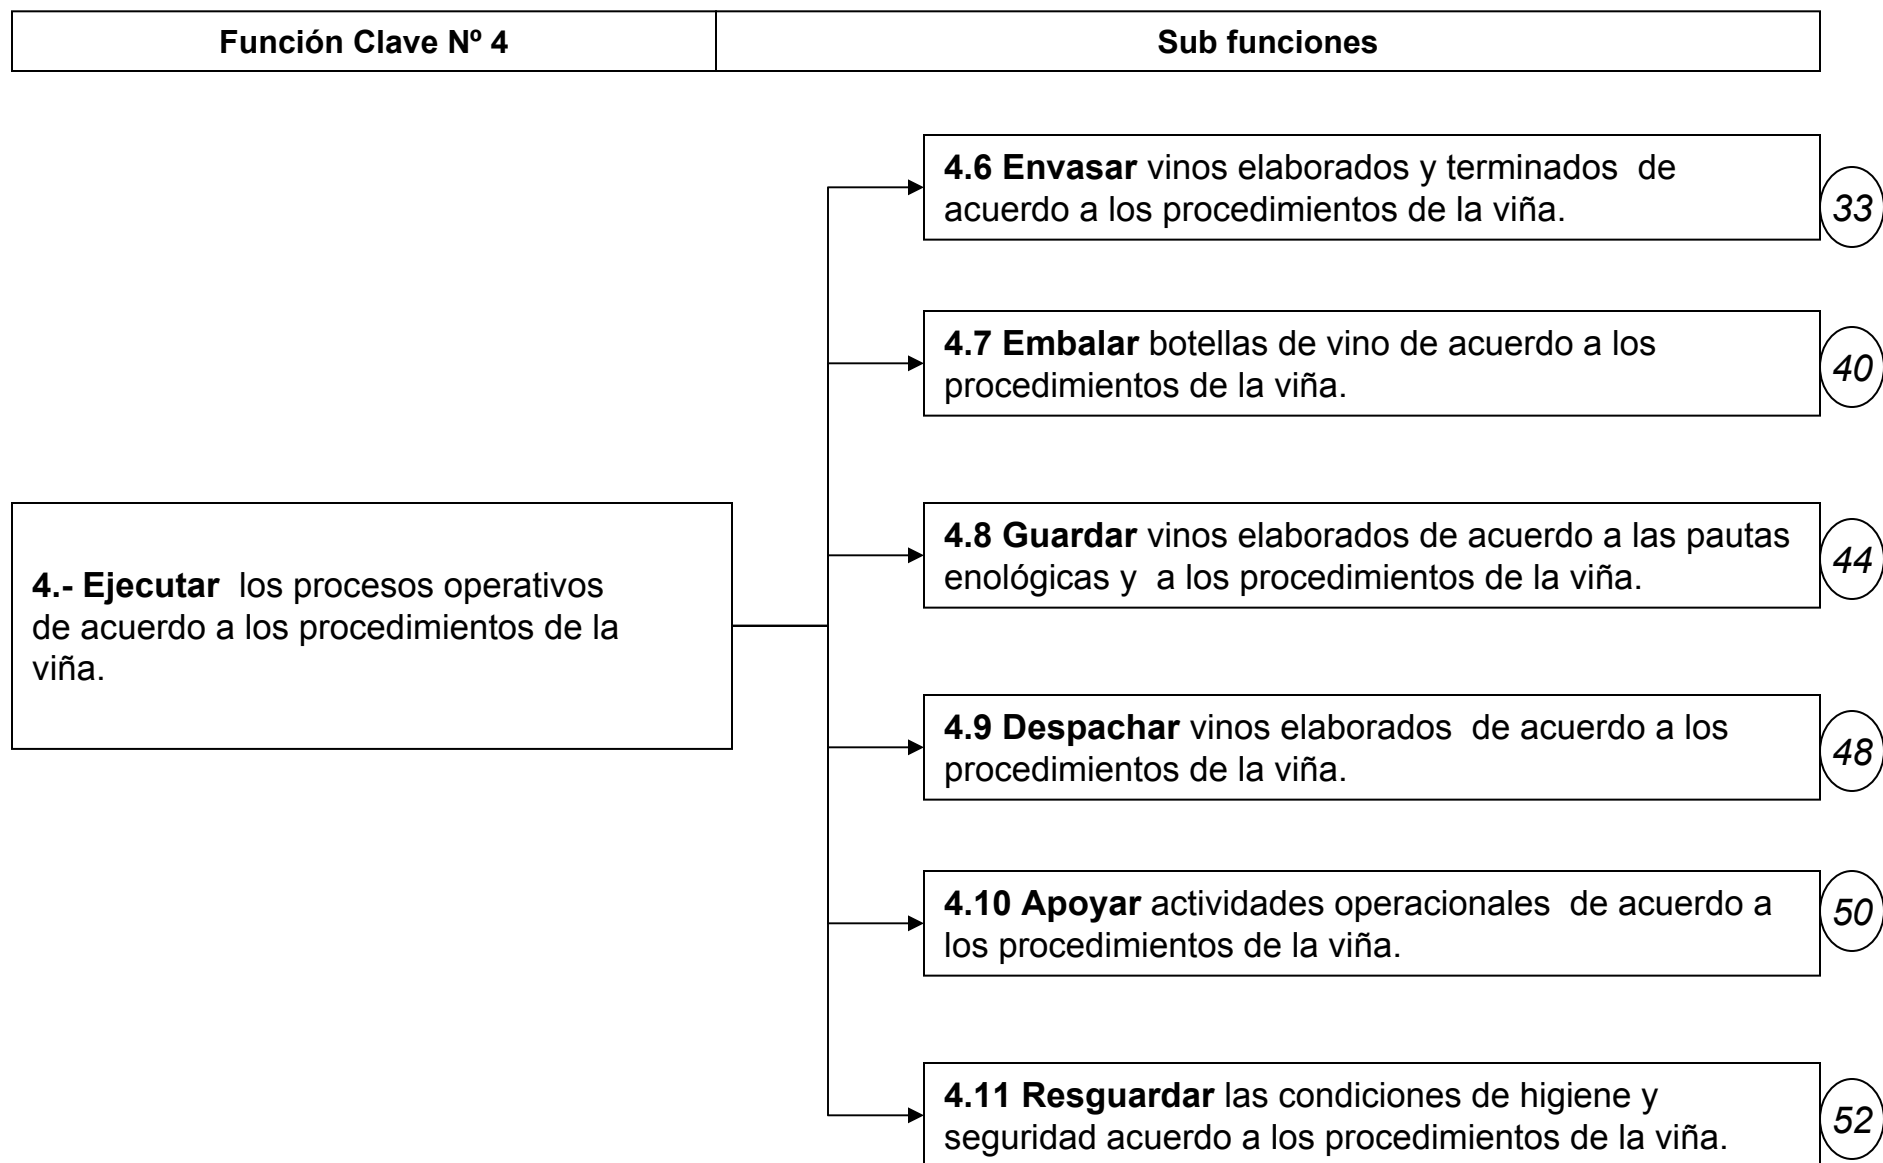 Función Clave Nº 4
Sub funciones
4.6 Envasar vinos elaborados y terminados  de
acuerdo a los procedimientos de la viña.
33
4.7 Embalar botellas de vino de acuerdo a los
procedimientos de la viña.
40
4.8 Guardar vinos elaborados de acuerdo a las pautas
enológicas y  a los procedimientos de la viña.
44
4.- Ejecutar  los procesos operativos
de acuerdo a los procedimientos de la
viña.
4.9 Despachar vinos elaborados  de acuerdo a los
procedimientos de la viña.
48
4.10 Apoyar actividades operacionales  de acuerdo a
los procedimientos de la viña.
50
4.11 Resguardar las condiciones de higiene y
seguridad acuerdo a los procedimientos de la viña.
52